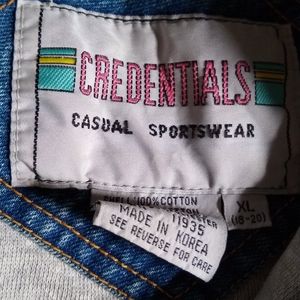 CREDENTIALS
CASUAL SPORTSWEAR
100% COTTON
11935
MADE IN KOREA
SEE REVERSE FOR CARE
XL
(18-20)